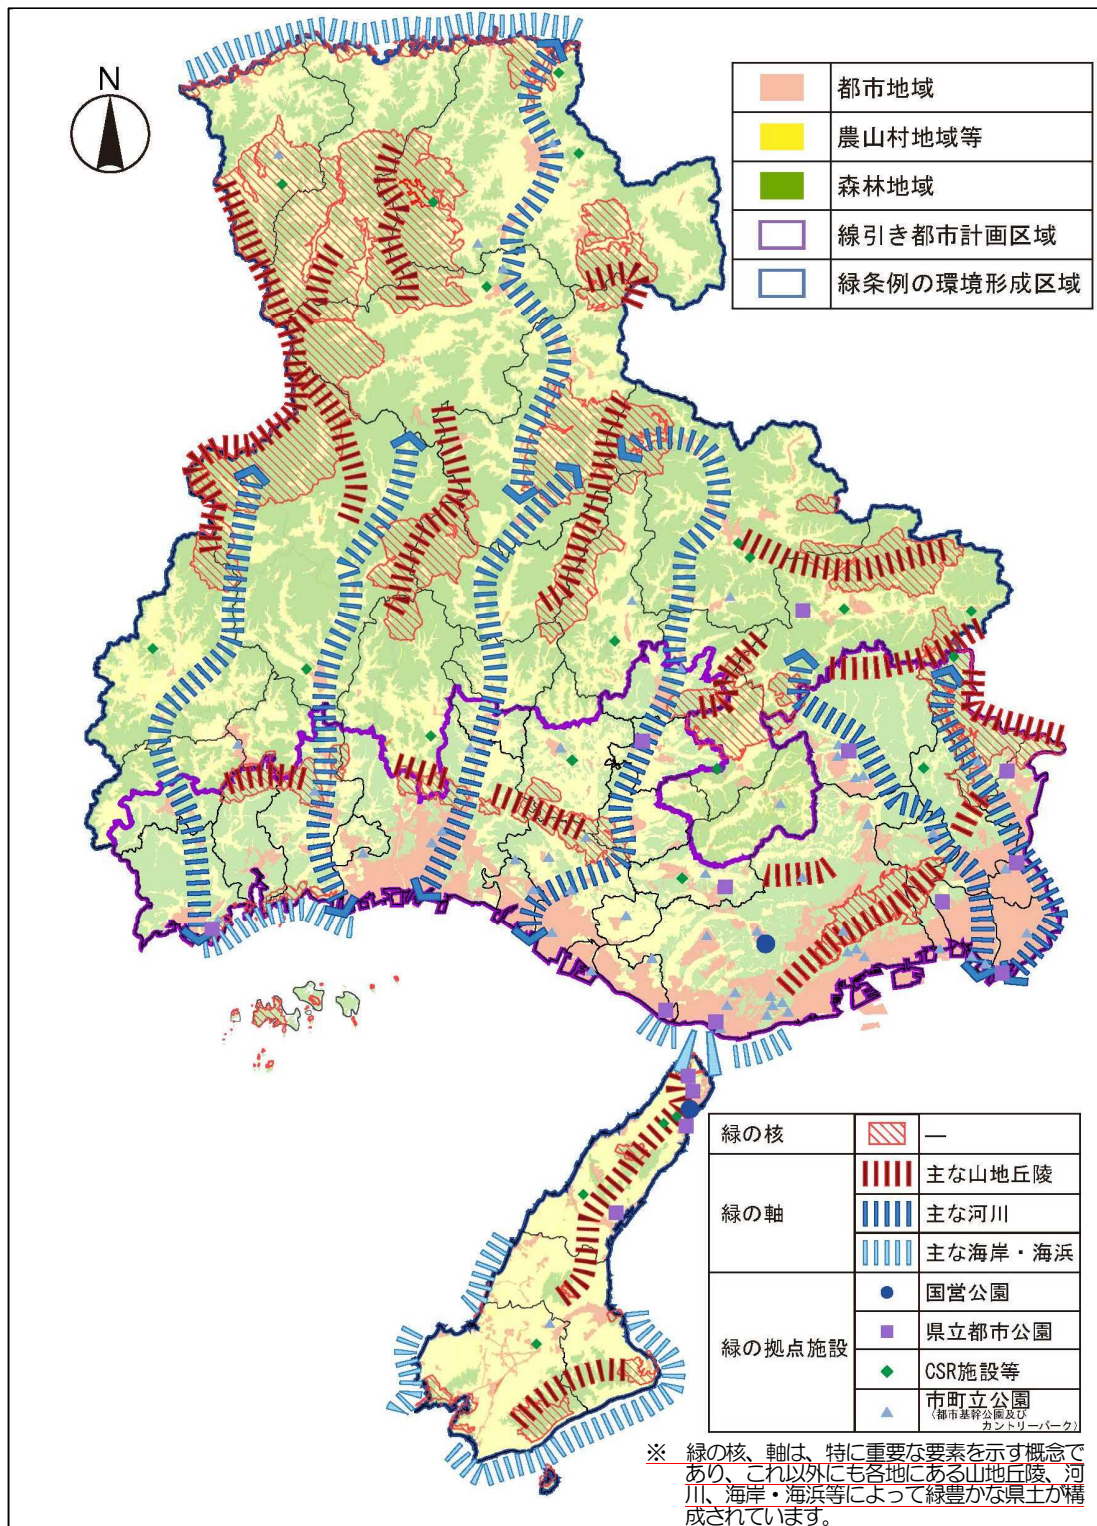 N
都市地域
農山村地域等
森林地域
線引き都市計画区域
緑条例の環境形成区域
緑の核
―
緑の軸
主な山地丘陵
主な河川
主な海岸・海浜
緑の拠点施設
国営公園
県立都市公園
CSR施設等
市町立公園
(都市基幹公園及び
カントリーパーク)
※ 緑の核、軸は、特に重要な要素を示す概念で
あり、これ以外にも各地にある山地丘陵、河
川、海岸・海浜等によって緑豊かな県土が構
成されています。